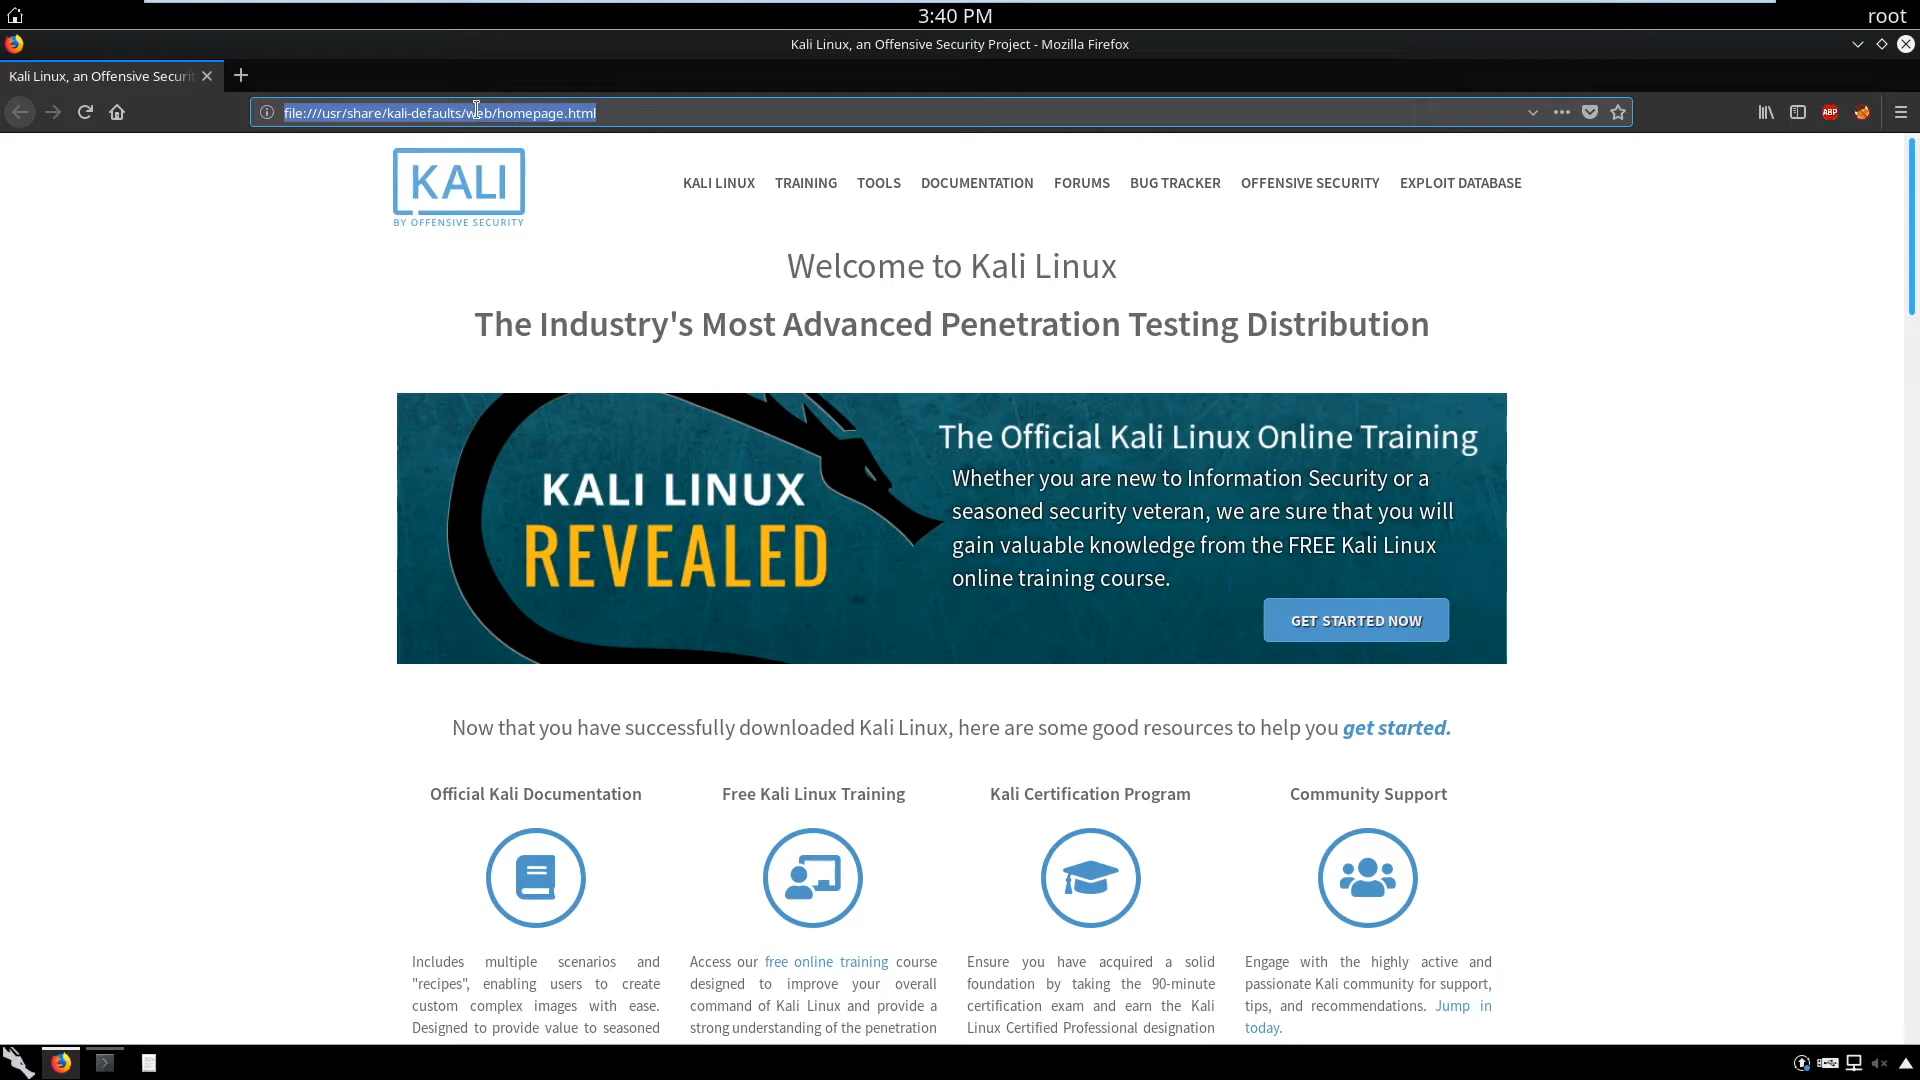 3:40 PM
root
Kali Linux, an Offensive Security Project - Mozilla Firefox
Kali Linux, an Offensive Securit
file:///usr/share/kali-defaults/web/homepage.html
ABP
KALI
BY OFFENSIVE SECURITY
KALI LINUX TRAINING TOOLS DOCUMENTATION FORUMS BUG TRACKER OFFENSIVE SECURITY EXPLOIT DATABASE
Welcome to Kali Linux
The Industry's Most Advanced Penetration Testing Distribution
KALI LINUX
REVEALED
The Official Kali Linux Online Training
Whether you are new to Information Security or a
seasoned security veteran, we are sure that you will
gain valuable knowledge from the FREE Kali Linux
online training course.
GET STARTED NOW
Now that you have successfully downloaded Kali Linux, here are some good resources to help you get started.
Official Kali Documentation
Includes multiple scenarios and
"recipes", enabling users to create
custom complex images with ease.
Designed to provide value to seasoned
Free Kali Linux Training
Access our free online training course
designed to improve your overall
command of Kali Linux and provide a
strong understanding of the penetration
Kali Certification Program
Ensure you have acquired a solid
foundation by taking the 90-minute
certification exam and earn the Kali
Linux Certified Professional designation
Community Support
Engage with the highly active and
passionate Kali community for support,
tips, and recommendations. Jump in
today.